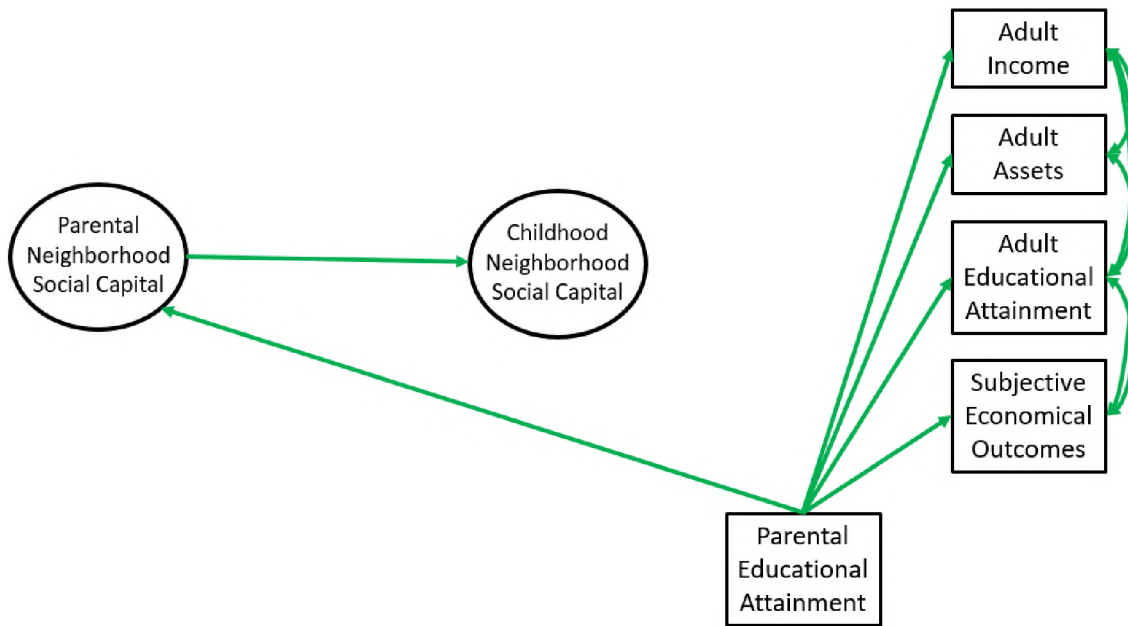 Parental
Neighborhood
Social Capital
Childhood
Neighborhood
Social Capital
Adult
Income
Adult
Assets
Adult
Educational
Attainment
Subjective
Economical
Outcomes
Parental
Educational
Attainment